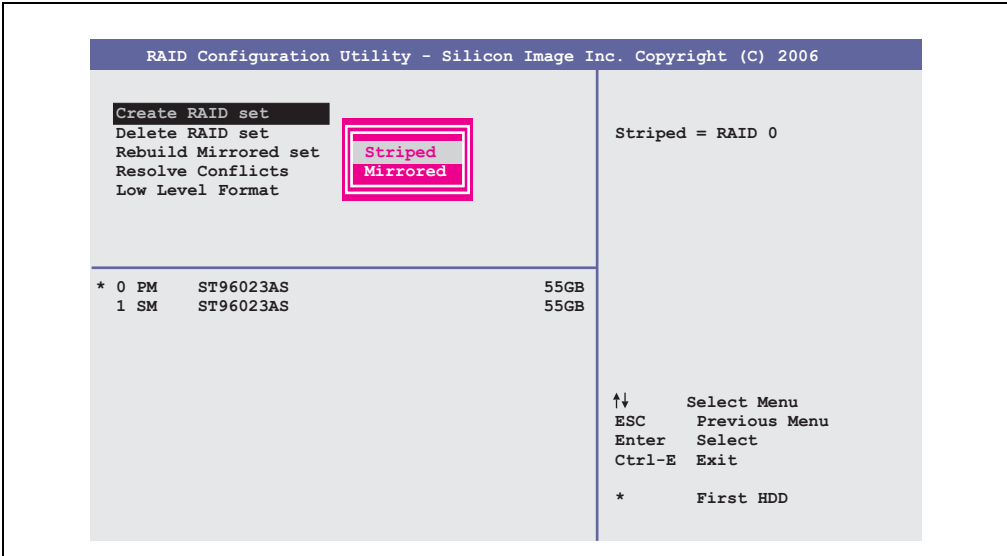 RAID Configuration Utility - Silicon Image Inc. Copyright (C) 2006
Create RAID set
Delete RAID set
Rebuild Mirrored set
Resolve Conflicts
Low Level Format
Striped
Mirrored
Striped = RAID 0
* 0 PM ST96023AS 55GB
1 SM ST96023AS 55GB
↑↓ Select Menu
ESC Previous Menu
Enter Select
Ctrl-E Exit
* First HDD